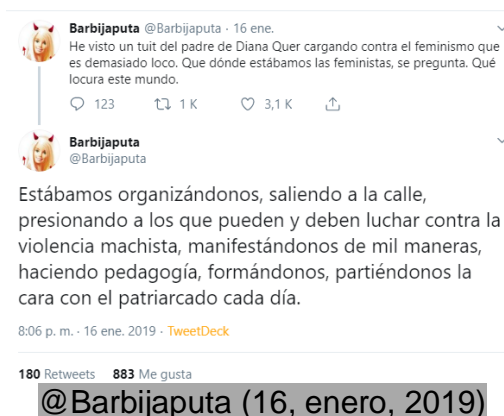 Barbijaputa @Barbijaputa · 16 ene.
He visto un tuit del padre de Diana Quer cargando contra el feminismo que
es demasiado loco. Que dónde estábamos las feministas, se pregunta. Qué
locura este mundo.
123 1 K 3,1 K
Barbijaputa
@Barbijaputa
Estábamos organizándonos, saliendo a la calle,
presionando a los que pueden y deben luchar contra la
violencia machista, manifestándonos de mil maneras,
haciendo pedagogía, formándonos, partiéndonos la
cara con el patriarcado cada día.
8:06 p. m. · 16 ene. 2019 · TweetDeck
180 Retweets 883 Me gusta
@Barbijaputa (16, enero, 2019)